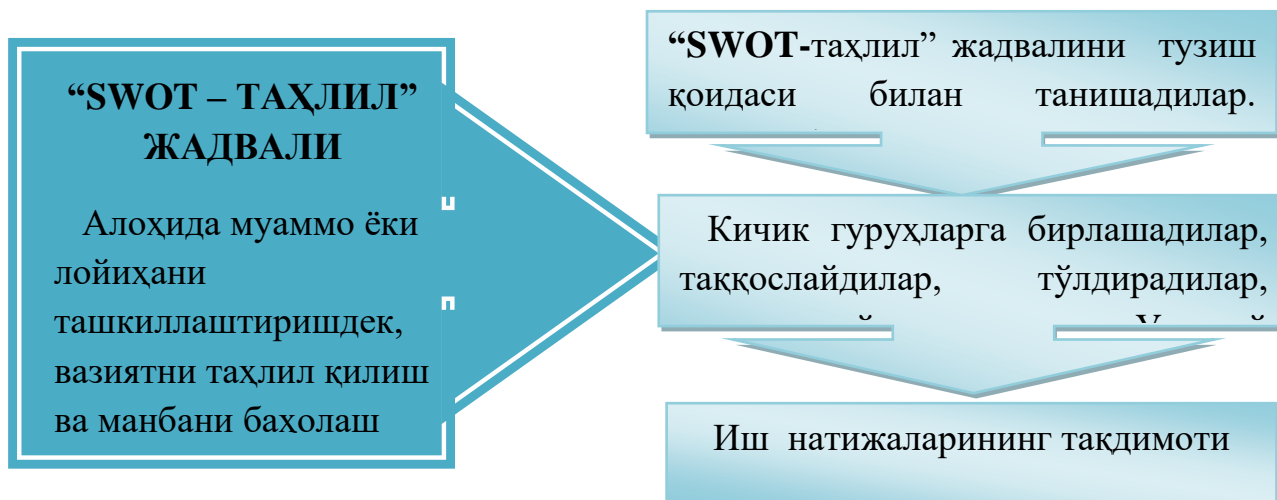 “SWOT – ТАҲЛИЛ”
ЖАДВАЛИ
Алоҳида муаммо ёки
лойиҳани
ташкиллаштиришдек,
вазиятни таҳлил қилиш
ва манбани баҳолаш
“SWOT-таҳлил” жадвалини тузиш
қоидаси билан танишадилар.
Кичик гуруҳларга бирлашадилар,
таққослайдилар, тўлдирадилар,
Иш натижаларининг тақдимоти